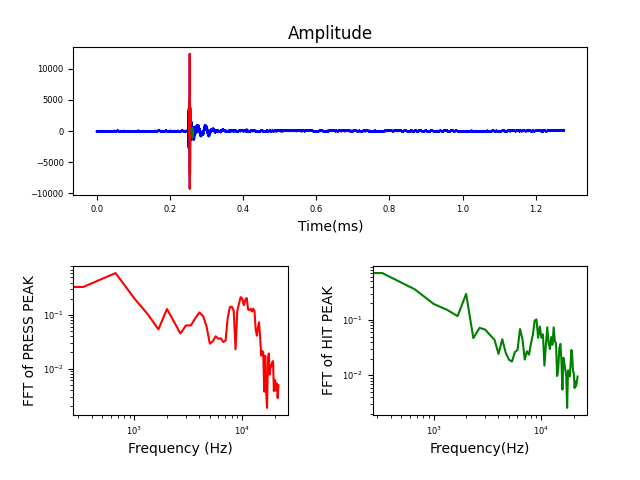 Amplitude
10000
5000
0
−5000
−10000
0.0 0.2 0.4 0.6 0.8 1.0 1.2
Time(ms)
FFT of PRESS PEAK
10⁻¹
10⁻²
10³ 10⁴
Frequency (Hz)
FFT of HIT PEAK
10⁻¹
10⁻²
10³ 10⁴
Frequency(Hz)